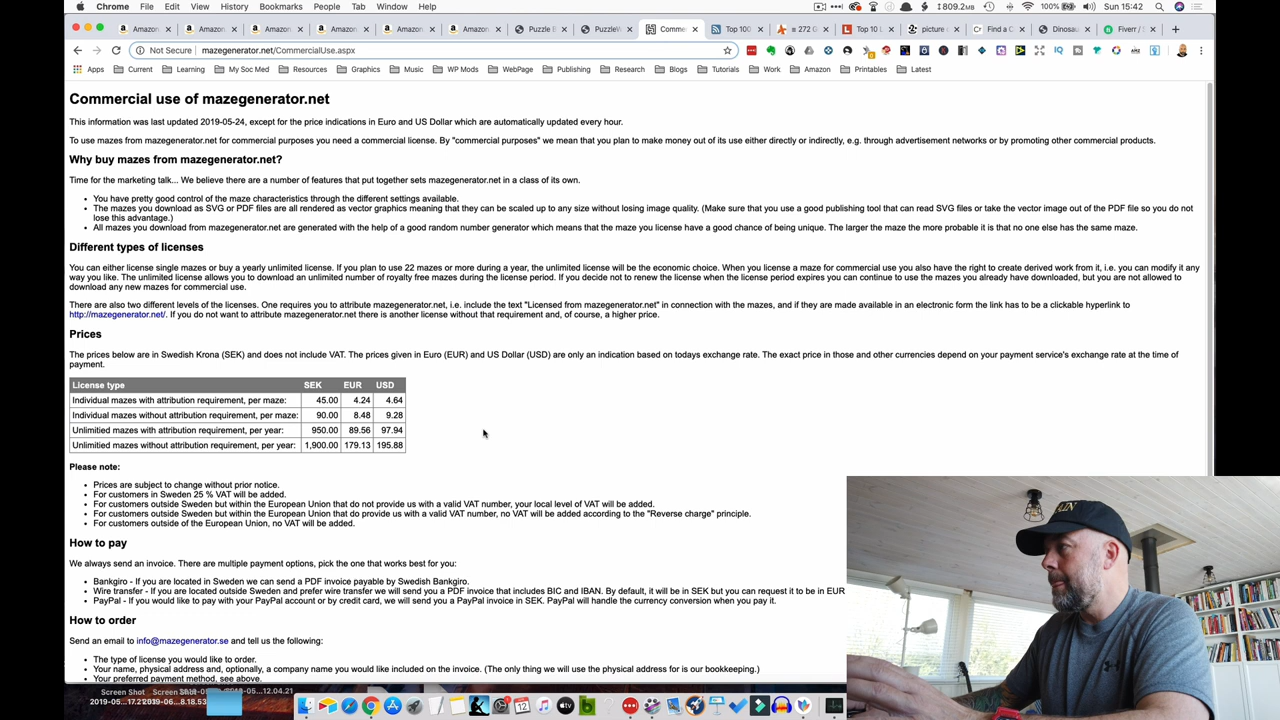 Chrome File Edit View History Bookmarks People Tab Window Help
809.2MB 100% Sun 15:42
Amazon Amazon Amazon Amazon Amazon Amazon Puzzle E PuzzleW Comme Top 100 272 G Top 10 L picture Find a C Dinosau Fiverr / S
Not Secure mazegenerator.net/CommercialUse.aspx
Apps Current Learning My Soc Med Resources Graphics Music WP Mods WebPage Publishing Research Blogs Tutorials Work Amazon Printables Latest
Commercial use of mazegenerator.net
This information was last updated 2019-05-24, except for the price indications in Euro and US Dollar which are automatically updated every hour.
To use mazes from mazegenerator.net for commercial purposes you need a commercial license. By "commercial purposes" we mean that you plan to make money out of its use either directly or indirectly, e.g. through advertisement networks or by promoting other commercial products.
Why buy mazes from mazegenerator.net?
Time for the marketing talk... We believe there are a number of features that put together sets mazegenerator.net in a class of its own.
• You have pretty good control of the maze characteristics through the different settings available.
• The mazes you download as SVG or PDF files are all rendered as vector graphics meaning that they can be scaled up to any size without losing image quality. (Make sure that you use a good publishing tool that can read SVG files or take the vector image out of the PDF file so you do not
lose this advantage.)
• All mazes you download from mazegenerator.net are generated with the help of a good random number generator which means that the maze you license have a good chance of being unique. The larger the maze the more probable it is that no one else has the same maze.
Different types of licenses
You can either license single mazes or buy a yearly unlimited license. If you plan to use 22 mazes or more during a year, the unlimited license will be the economic choice. When you license a maze for commercial use you also have the right to create derived work from it, i.e. you can modify it any
way you like. The unlimited license allows you to download an unlimited number of royalty free mazes during the license period. If you decide not to renew the license when the license period expires you can continue to use the mazes you already have downloaded, but you are not allowed to
download any new mazes for commercial use.
There are also two different levels of the licenses. One requires you to attribute mazegenerator.net, i.e. include the text "Licensed from mazegenerator.net" in connection with the mazes, and if they are made available in an electronic form the link has to be a clickable hyperlink to
http://mazegenerator.net/. If you do not want to attribute mazegenerator.net there is another license without that requirement and, of course, a higher price.
Prices
The prices below are in Swedish Krona (SEK) and does not include VAT. The prices given in Euro (EUR) and US Dollar (USD) are only an indication based on todays exchange rate. The exact price in those and other currencies depend on your payment service's exchange rate at the time of
payment.
License type SEK EUR USD
Individual mazes with attribution requirement, per maze: 45.00 4.24 4.64
Individual mazes without attribution requirement, per maze: 90.00 8.48 9.28
Unlimitied mazes with attribution requirement, per year: 950.00 89.56 97.94
Unlimitied mazes without attribution requirement, per year: 1,900.00 179.13 195.88
Please note:
• Prices are subject to change without prior notice.
• For customers in Sweden 25 % VAT will be added.
• For customers outside Sweden but within the European Union that do not provide us with a valid VAT number, your local level of VAT will be added.
• For customers outside Sweden but within the European Union that do provide us with a valid VAT number, no VAT will be added according to the "Reverse charge" principle.
• For customers outside of the European Union, no VAT will be added.
How to pay
We always send an invoice. There are multiple payment options, pick the one that works best for you:
• Bankgiro - If you are located in Sweden we can send a PDF invoice payable by Swedish Bankgiro.
• Wire transfer - If you are located outside Sweden and prefer wire transfer we will send you a PDF invoice that includes BIC and IBAN. By default, it will be in SEK but you can request it to be in EUR
• PayPal - If you would like to pay with your PayPal account or by credit card, we will send you a PayPal invoice in SEK. PayPal will handle the currency conversion when you pay it.
How to order
Send an email to info@mazegenerator.se and tell us the following:
• The type of license you would like to order.
• Your name, physical address and, optionally, a company name you would like included on the invoice. (The only thing we will use the physical address for is our bookkeeping.)
• Your preferred payment method, see above.
Screen Shot Screen Sh